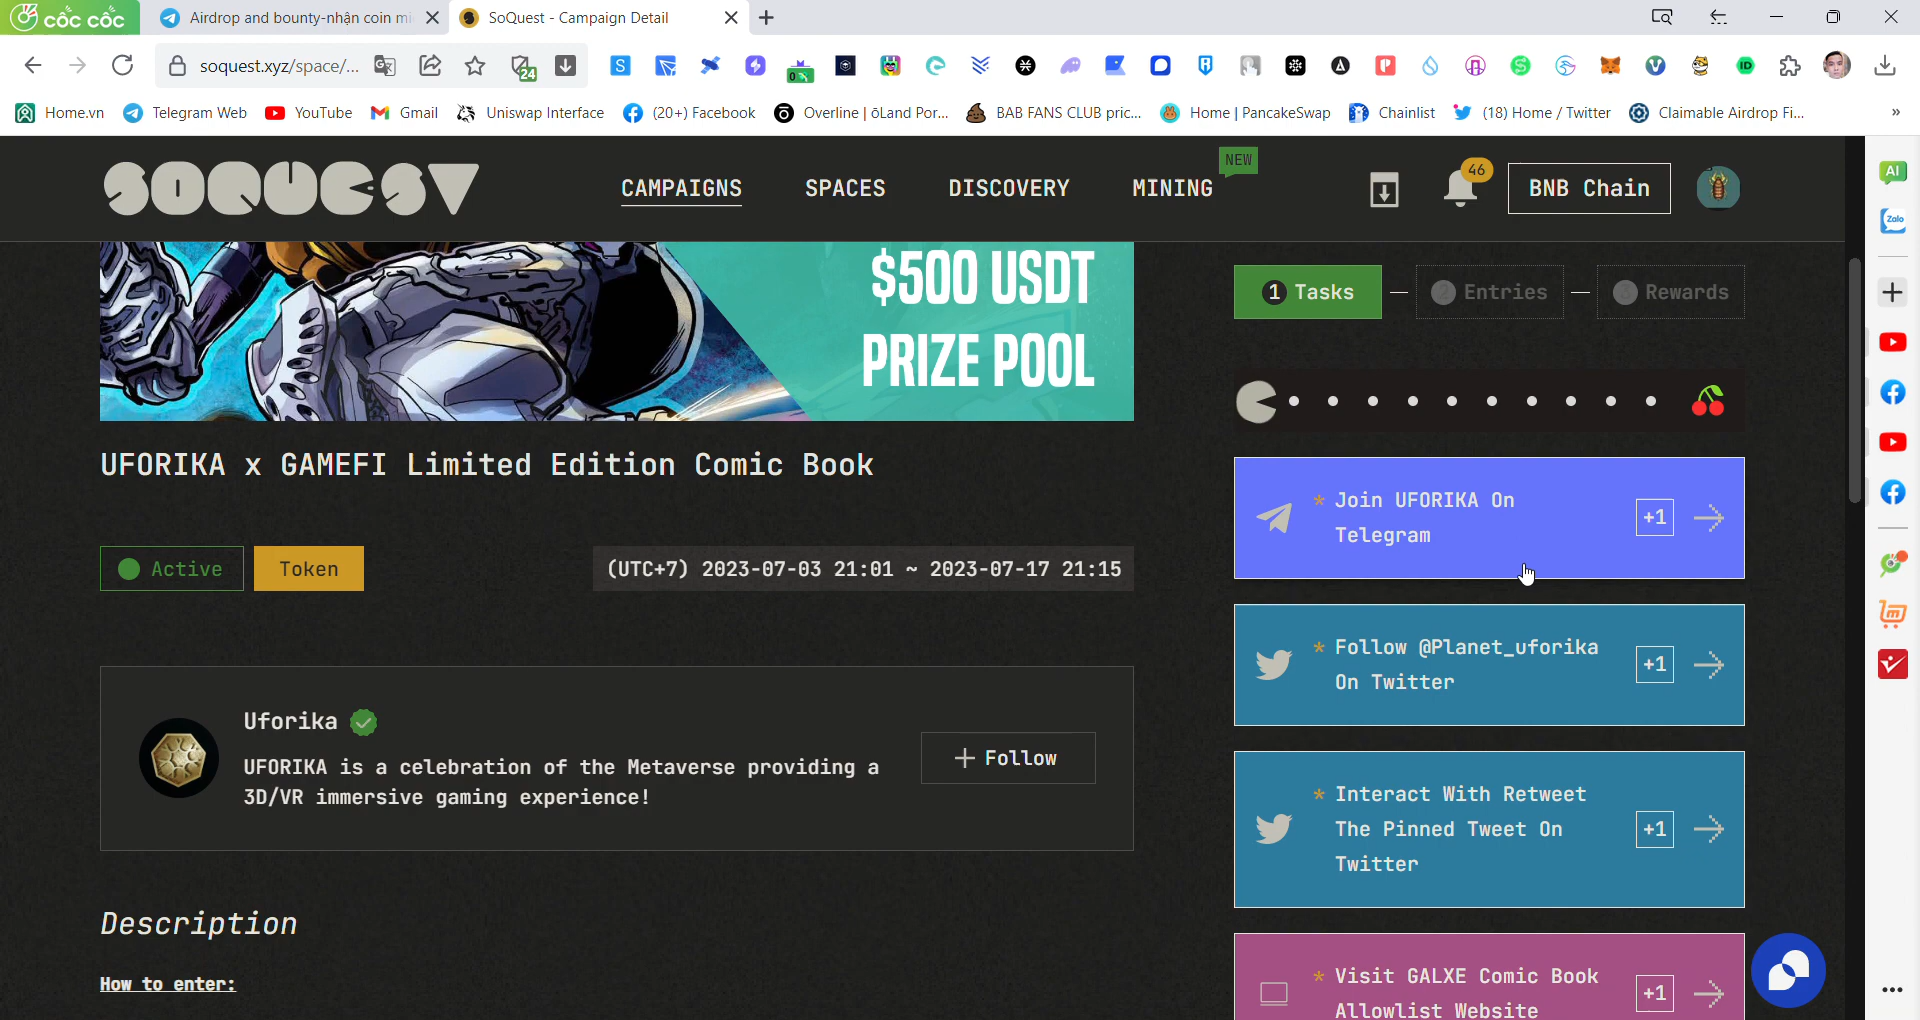 cốc cốc
Airdrop and bounty-nhận coin mi
SoQuest - Campaign Detail
soquest.xyz/space/...
24
0
Home.vn
Telegram Web
YouTube
Gmail
Uniswap Interface
(20+) Facebook
Overline | ōLand Por...
BAB FANS CLUB pric...
Home | PancakeSwap
Chainlist
(18) Home / Twitter
Claimable Airdrop Fi...
»
SOQUEST
CAMPAIGNS
SPACES
DISCOVERY
MINING
NEW
46
BNB Chain
AI
Zalo
$500 USDT
PRIZE POOL
1 Tasks
2 Entries
3 Rewards
UFORIKA x GAMEFI Limited Edition Comic Book
Active
Token
(UTC+7) 2023-07-03 21:01 ~ 2023-07-17 21:15
* Join UFORIKA On
Telegram
+1
* Follow @Planet_uforika
On Twitter
+1
Uforika
UFORIKA is a celebration of the Metaverse providing a
3D/VR immersive gaming experience!
+ Follow
* Interact With Retweet
The Pinned Tweet On
Twitter
+1
Description
How to enter:
* Visit GALXE Comic Book
Allowlist Website
+1